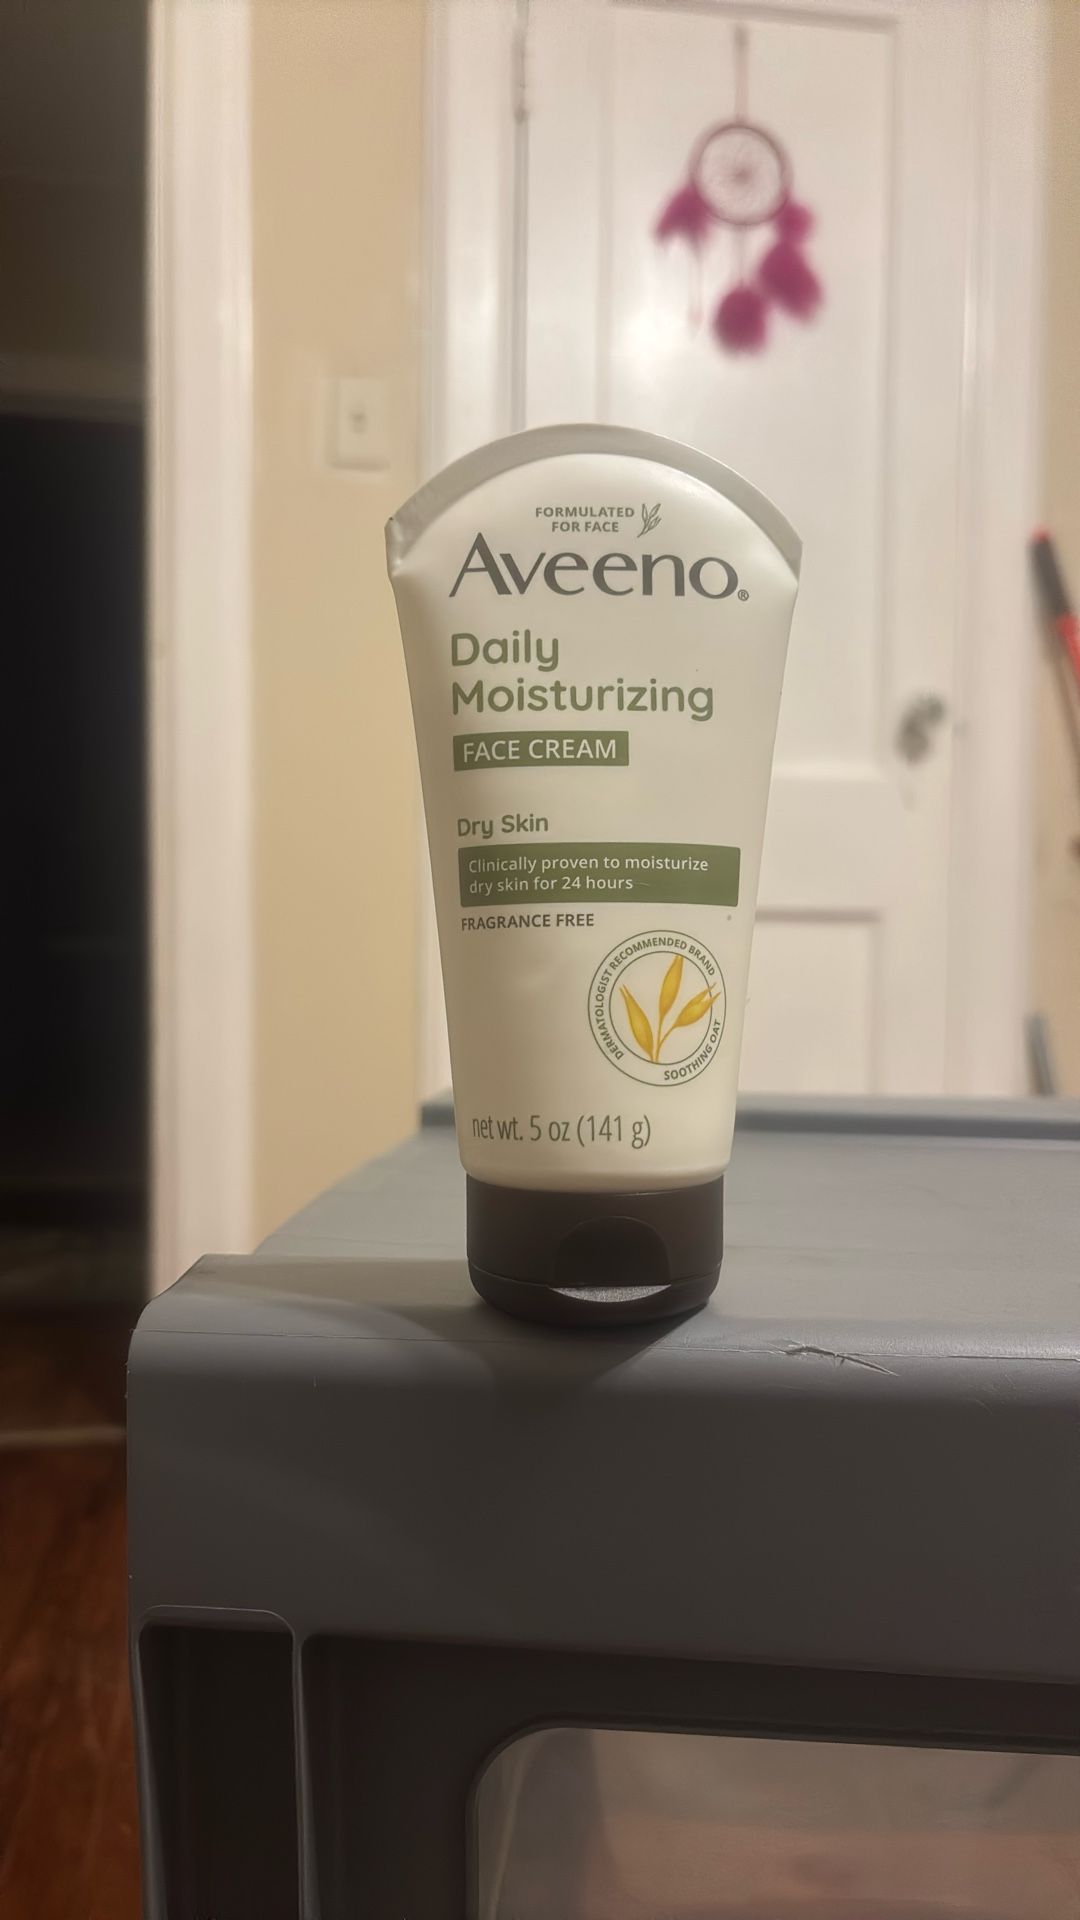 FORMULATED
FOR FACE
Aveeno®
Daily
Moisturizing
FACE CREAM
Dry Skin
Clinically proven to moisturize
dry skin for 24 hours
FRAGRANCE FREE
DERMATOLOGIST RECOMMENDED BRAND
SOOTHING OAT
net wt. 5 oz (141 g)